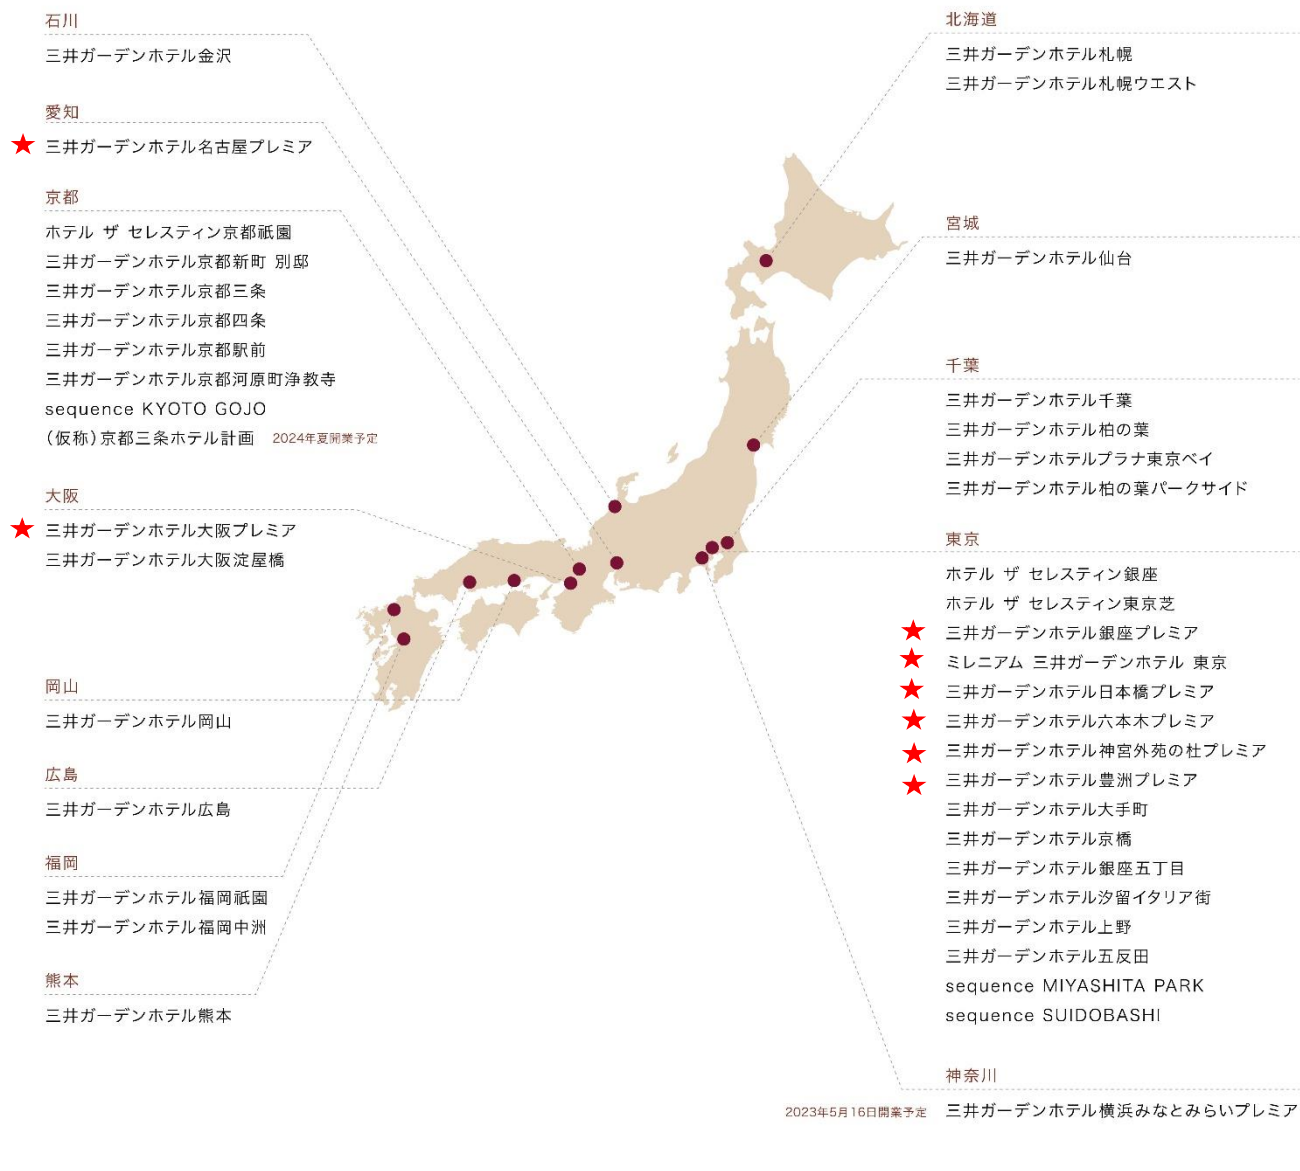 石川
三井ガーデンホテル金沢
愛知
三井ガーデンホテル名古屋プレミア
京都
ホテル ザ セレスティン京都祇園
三井ガーデンホテル京都新町 別邸
三井ガーデンホテル京都三条
三井ガーデンホテル京都四条
三井ガーデンホテル京都駅前
三井ガーデンホテル京都河原町浄教寺
sequence KYOTO GOJO
（仮称）京都三条ホテル計画 2024年夏開業予定
大阪
三井ガーデンホテル大阪プレミア
三井ガーデンホテル大阪淀屋橋
岡山
三井ガーデンホテル岡山
広島
三井ガーデンホテル広島
福岡
三井ガーデンホテル福岡祇園
三井ガーデンホテル福岡中洲
熊本
三井ガーデンホテル熊本
北海道
三井ガーデンホテル札幌
三井ガーデンホテル札幌ウエスト
宮城
三井ガーデンホテル仙台
千葉
三井ガーデンホテル千葉
三井ガーデンホテル柏の葉
三井ガーデンホテルプラナ東京ベイ
三井ガーデンホテル柏の葉パークサイド
東京
ホテル ザ セレスティン銀座
ホテル ザ セレスティン東京芝
三井ガーデンホテル銀座プレミア
ミレニアム 三井ガーデンホテル 東京
三井ガーデンホテル日本橋プレミア
三井ガーデンホテル六本木プレミア
三井ガーデンホテル神宮外苑の杜プレミア
三井ガーデンホテル豊洲プレミア
三井ガーデンホテル大手町
三井ガーデンホテル京橋
三井ガーデンホテル銀座五丁目
三井ガーデンホテル汐留イタリア街
三井ガーデンホテル上野
三井ガーデンホテル五反田
sequence MIYASHITA PARK
sequence SUIDOBASHI
神奈川
2023年5月16日開業予定 三井ガーデンホテル横浜みなとみらいプレミア